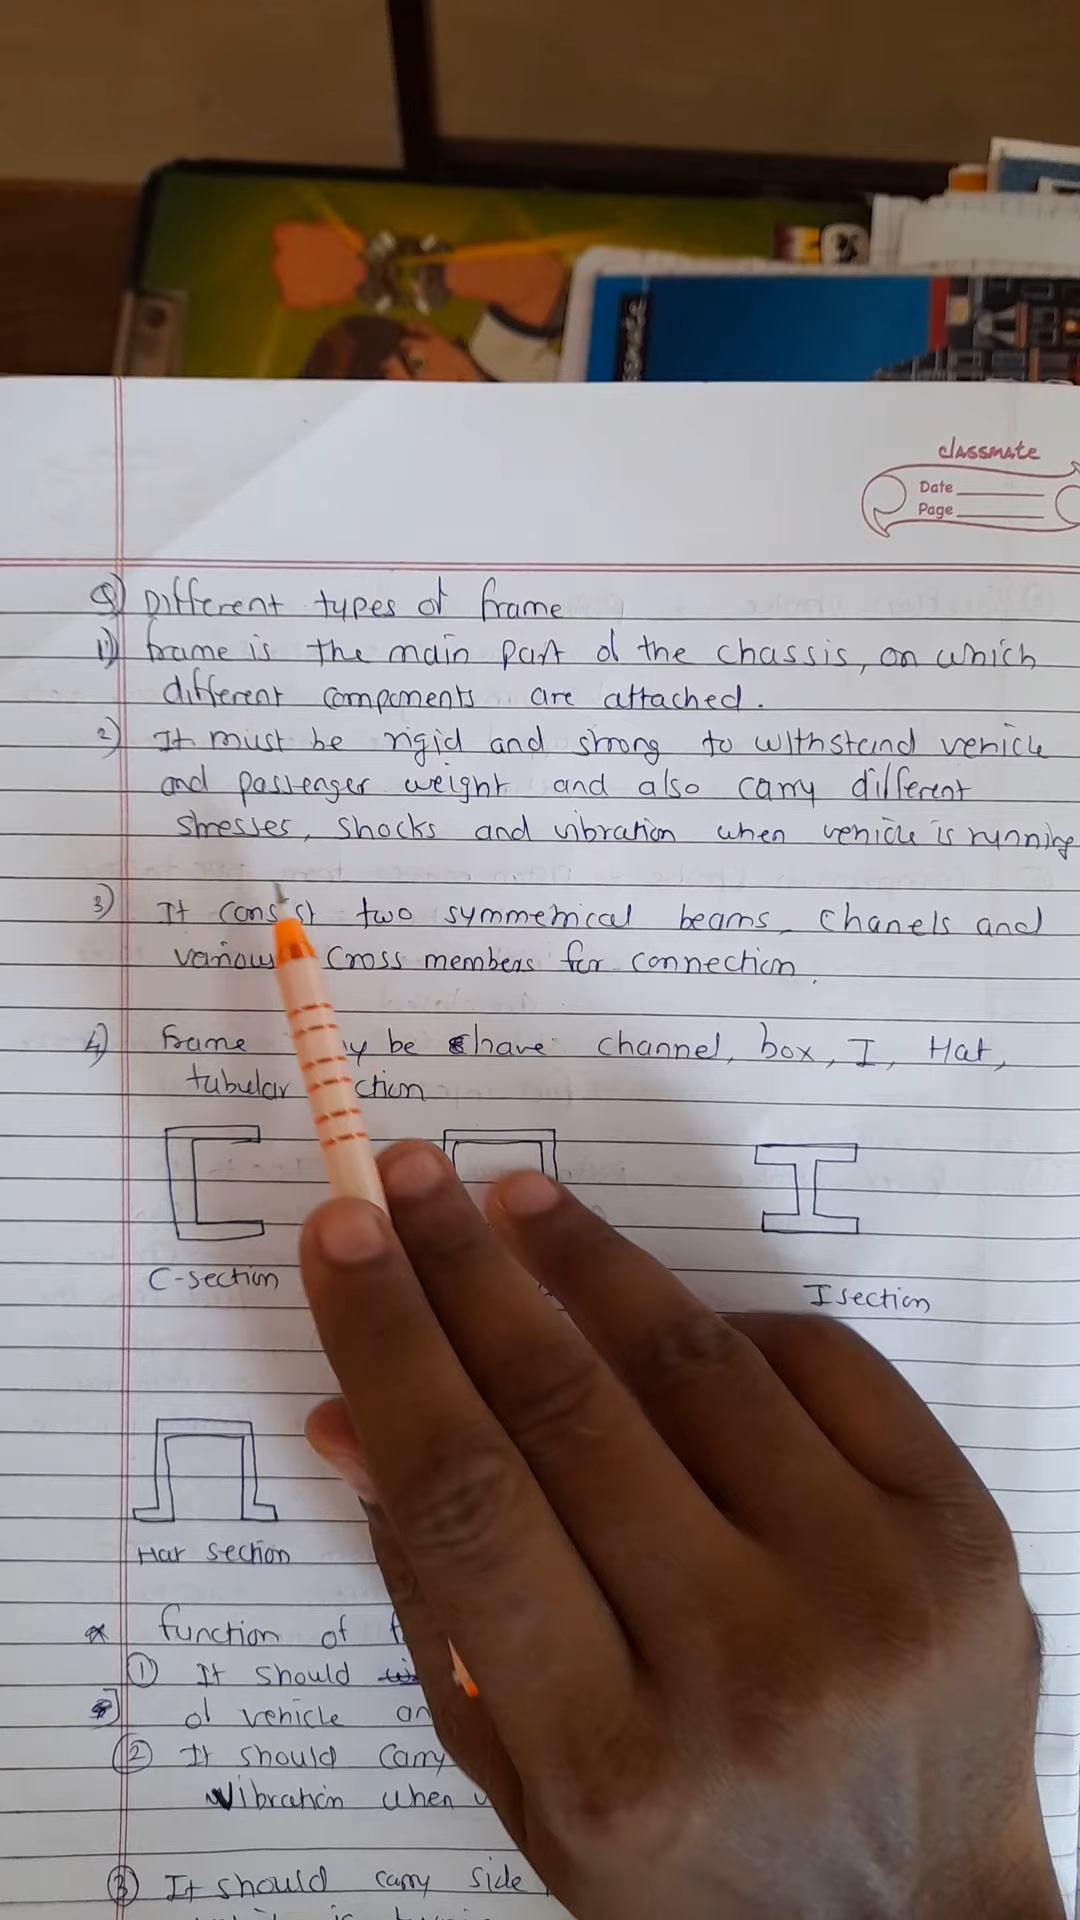 classmate
Date
Page
Q) Different types of frame
1) frame is the main part of the chassis, on which
different components are attached.
2) It must be rigid and strong to withstand vehicle
and passenger weight and also carry different
stresses, shocks and vibration when vehicle is running
3) It consist two symmetrical beams, chanels and
various cross members for connection.
4) Frame be have channel, box, I, Hat,
tubular
C-section
I section
Hat section
* function of
① It should
of vehicle
② It should carry
vibration when
③ It should carry side